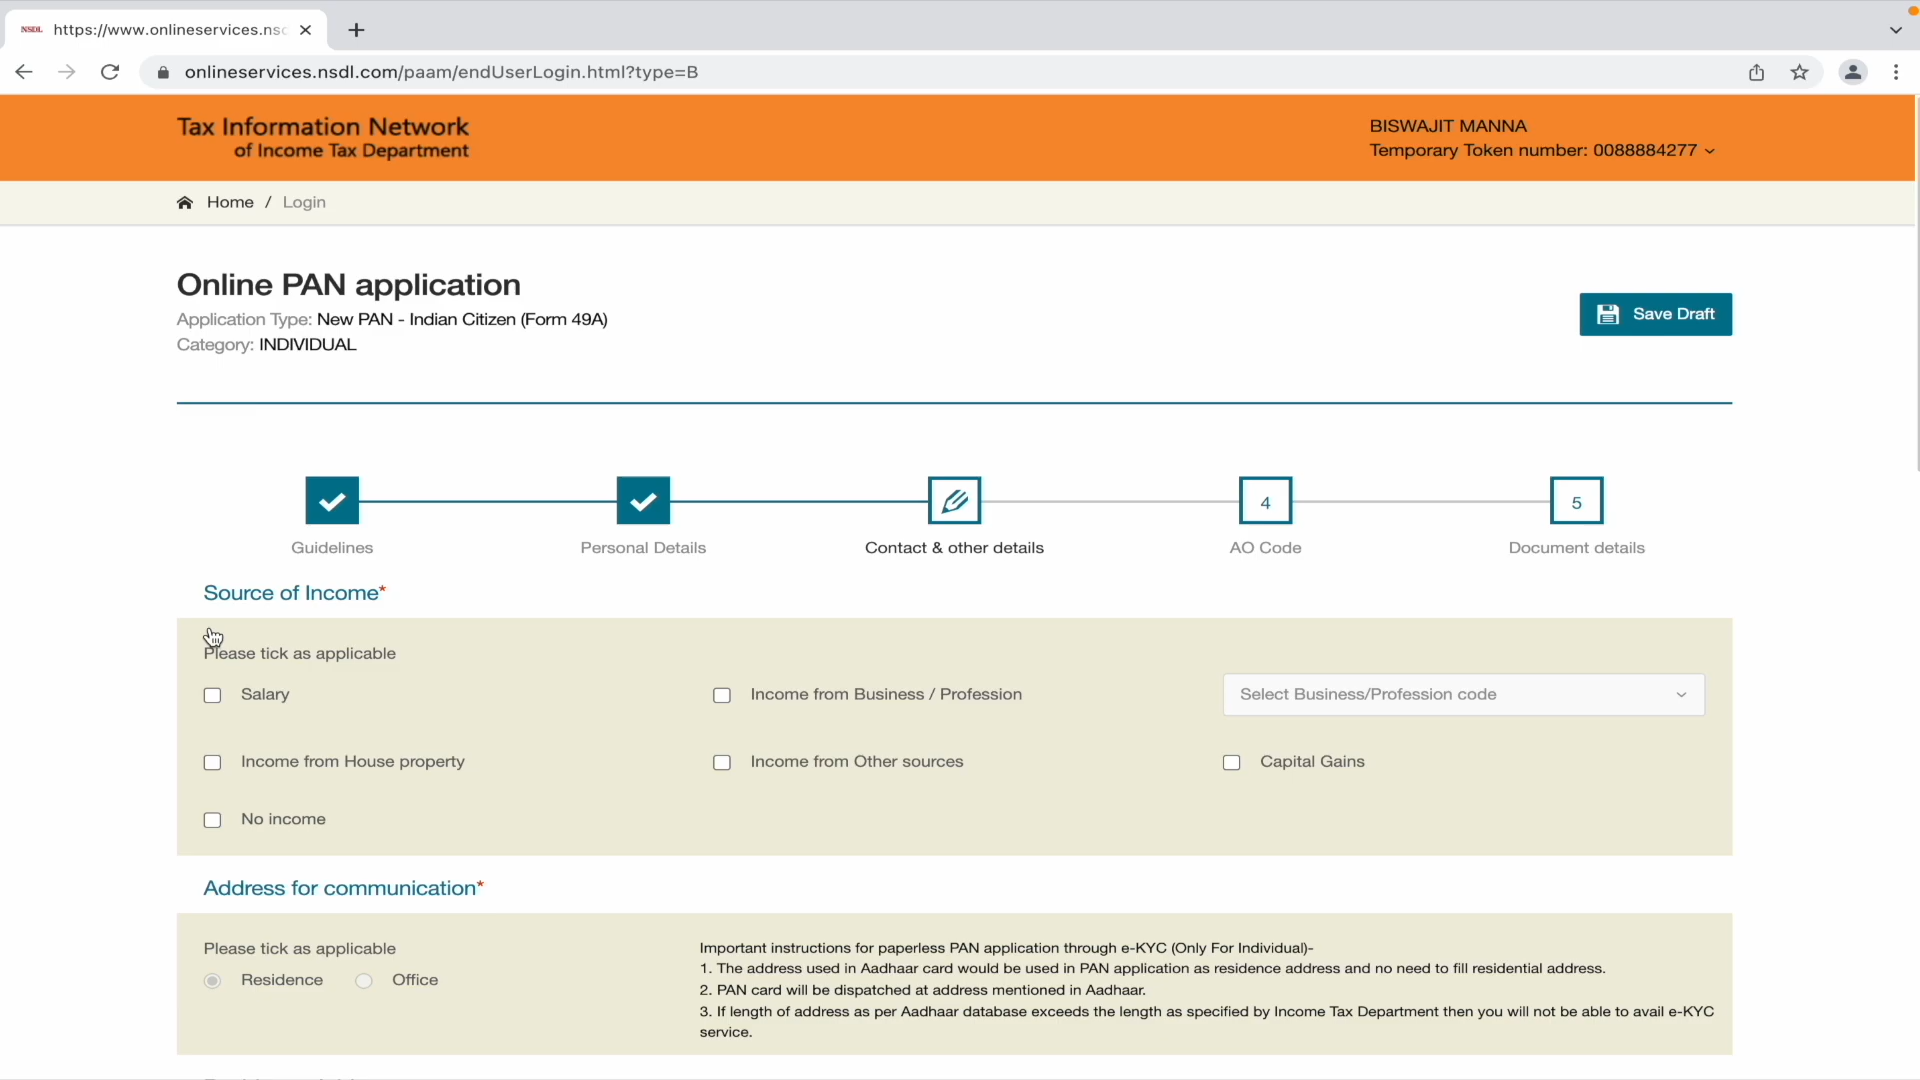 NSDL https://www.onlineservices.nsd
onlineservices.nsdl.com/paam/endUserLogin.html?type=B
Tax Information Network
of Income Tax Department
BISWAJIT MANNA
Temporary Token number: 0088884277
Home / Login
Online PAN application
Application Type: New PAN - Indian Citizen (Form 49A)
Category: INDIVIDUAL
Save Draft
4
5
Guidelines
Personal Details
Contact & other details
AO Code
Document details
Source of Income*
Please tick as applicable
Salary
Income from Business / Profession
Select Business/Profession code
Income from House property
Income from Other sources
Capital Gains
No income
Address for communication*
Please tick as applicable
Residence
Office
Important instructions for paperless PAN application through e-KYC (Only For Individual)-
1. The address used in Aadhaar card would be used in PAN application as residence address and no need to fill residential address.
2. PAN card will be dispatched at address mentioned in Aadhaar.
3. If length of address as per Aadhaar database exceeds the length as specified by Income Tax Department then you will not be able to avail e-KYC
service.